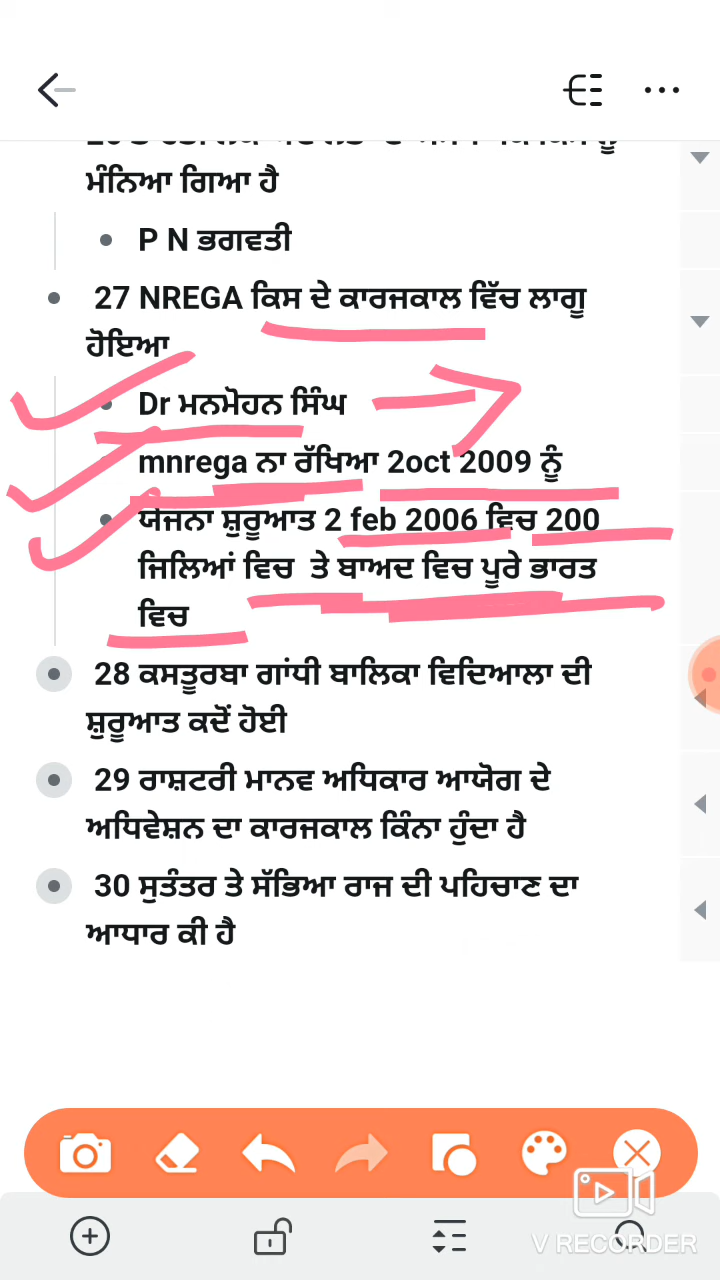 ਮੰਨਿਆ ਗਿਆ ਹੈ
P N ਭਗਵਤੀ
27 NREGA ਕਿਸ ਦੇ ਕਾਰਜਕਾਲ ਵਿੱਚ ਲਾਗੂ
ਹੋਇਆ
Dr ਮਨਮੋਹਨ ਸਿੰਘ
mnrega ਨਾ ਰੱਖਿਆ 2oct 2009 ਨੂੰ
ਯੋਜਨਾ ਸ਼ੁਰੂਆਤ 2 feb 2006 ਵਿਚ 200
ਜਿਲਿਆਂ ਵਿਚ ਤੇ ਬਾਅਦ ਵਿਚ ਪੂਰੇ ਭਾਰਤ
ਵਿਚ
28 ਕਸਤੂਰਬਾ ਗਾਂਧੀ ਬਾਲਿਕਾ ਵਿਦਿਆਲਾ ਦੀ
ਸ਼ੁਰੂਆਤ ਕਦੋਂ ਹੋਈ
29 ਰਾਸ਼ਟਰੀ ਮਾਨਵ ਅਧਿਕਾਰ ਆਯੋਗ ਦੇ
ਅਧਿਵੇਸ਼ਨ ਦਾ ਕਾਰਜਕਾਲ ਕਿੰਨਾ ਹੁੰਦਾ ਹੈ
30 ਸੁਤੰਤਰ ਤੇ ਸੱਭਿਆ ਰਾਜ ਦੀ ਪਹਿਚਾਣ ਦਾ
ਆਧਾਰ ਕੀ ਹੈ
V RECORDER